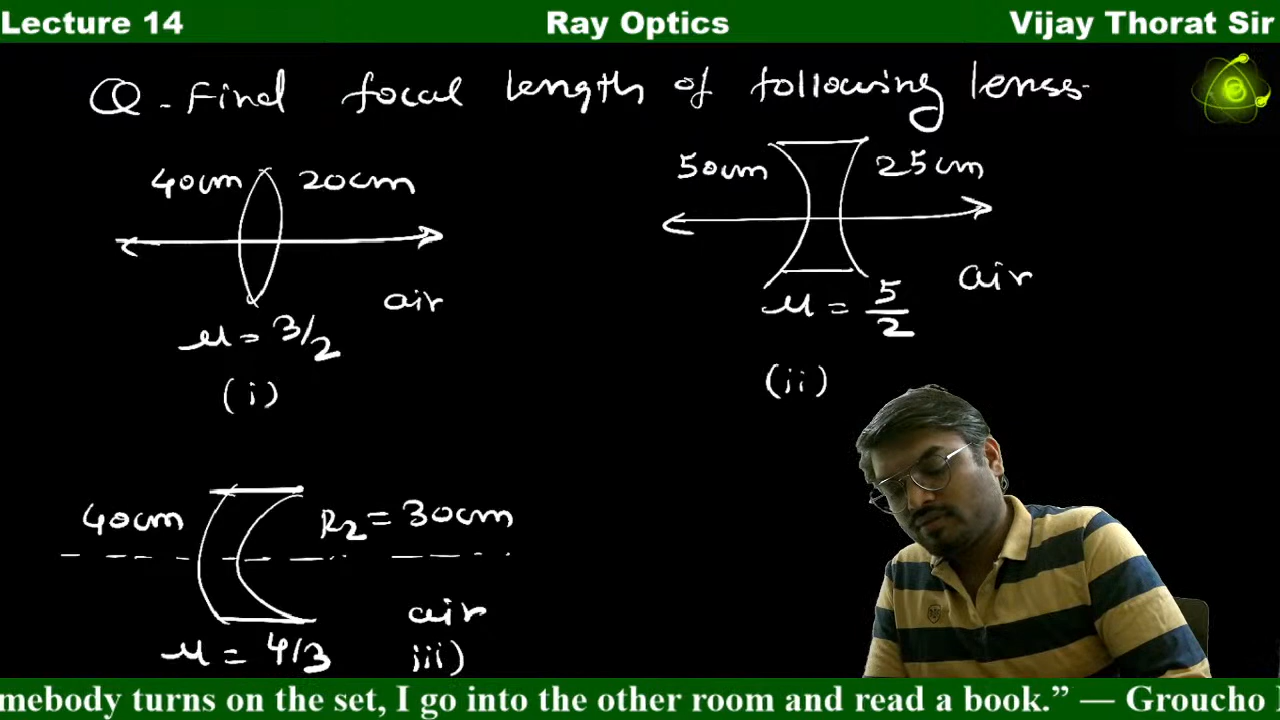 Lecture 14 Ray Optics Vijay Thorat Sir
Q - Find focal length of following lenses.
40cm 20cm
air
μ = 3/2
(i)
50cm 25cm
air
μ = 5/2
(ii)
40cm R₂ = 30cm
air
μ = 4/3
iii)
mebody turns on the set, I go into the other room and read a book.” — Groucho